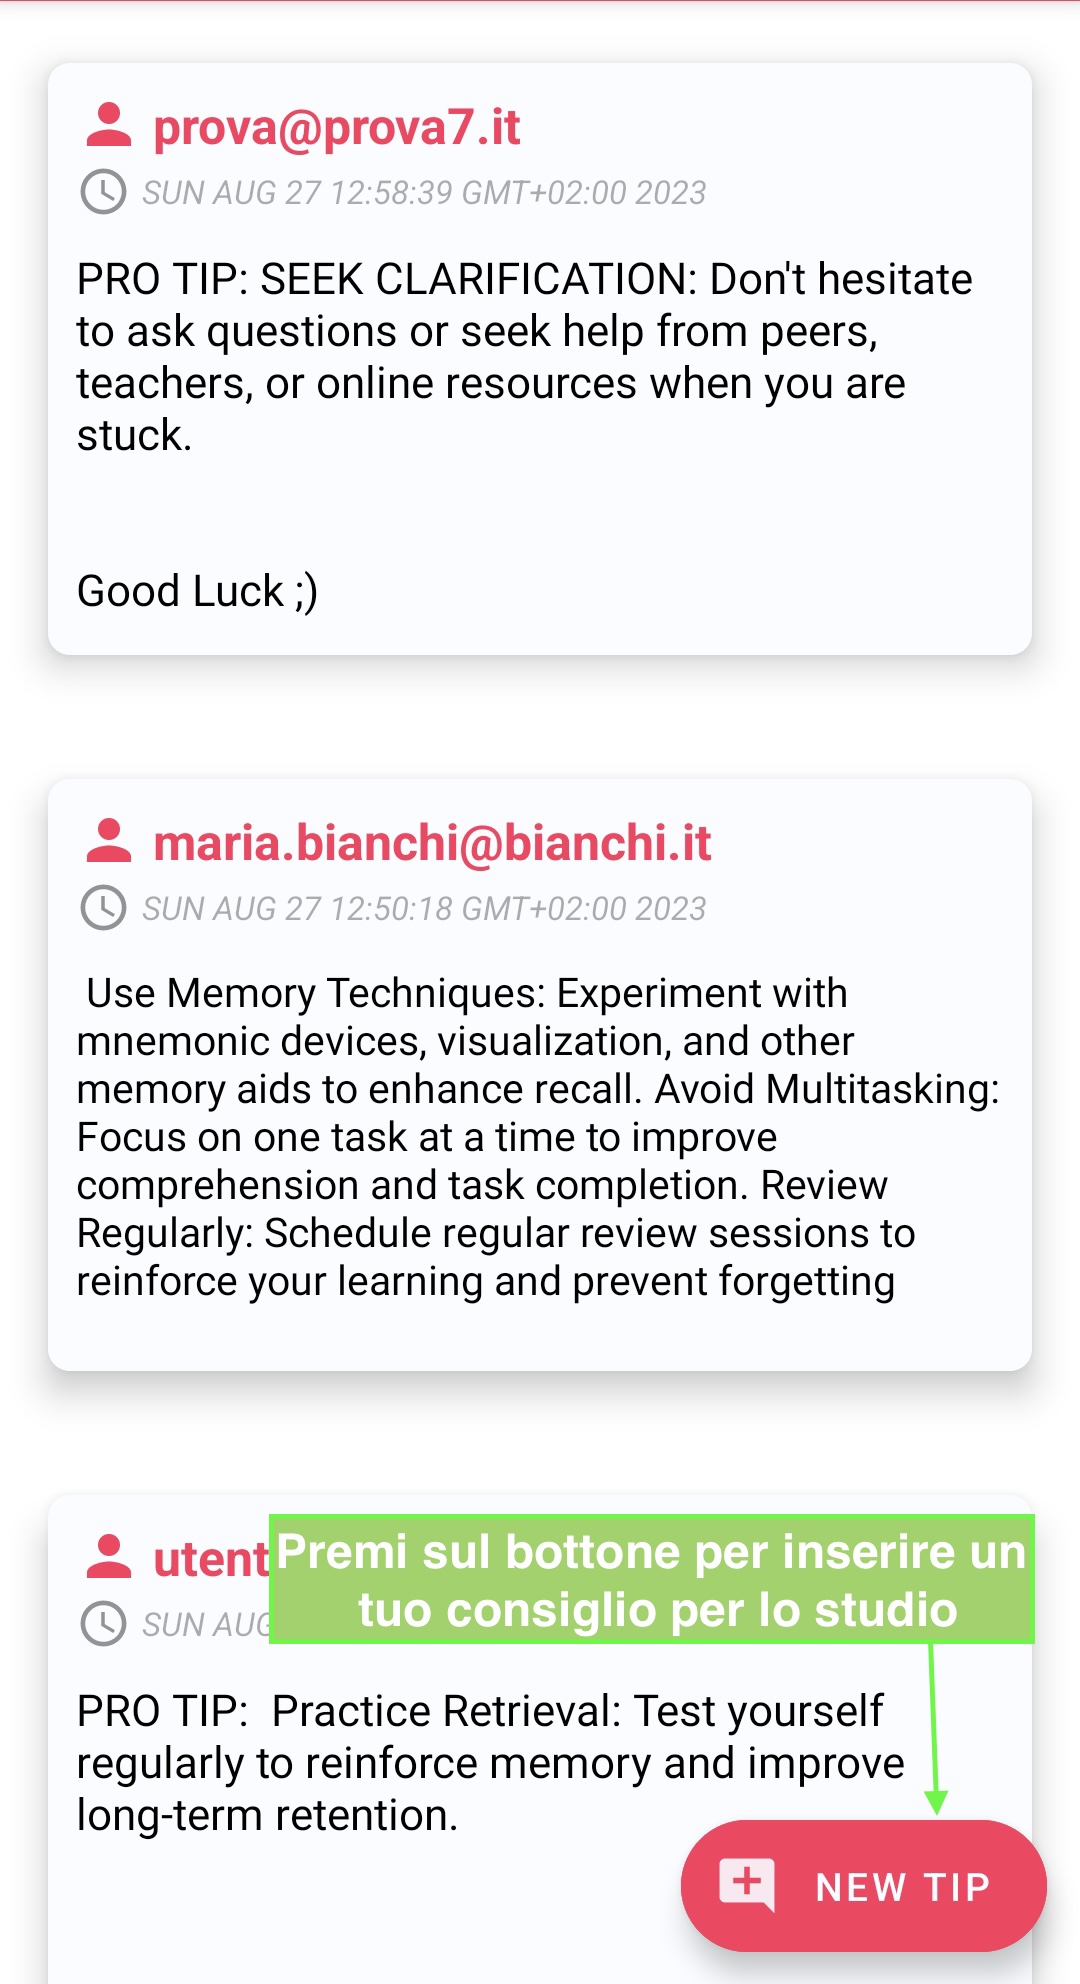 prova@prova7.it
SUN AUG 27 12:58:39 GMT+02:00 2023
PRO TIP: SEEK CLARIFICATION: Don't hesitate
to ask questions or seek help from peers,
teachers, or online resources when you are
stuck.
Good Luck ;)
maria.bianchi@bianchi.it
SUN AUG 27 12:50:18 GMT+02:00 2023
Use Memory Techniques: Experiment with
mnemonic devices, visualization, and other
memory aids to enhance recall. Avoid Multitasking:
Focus on one task at a time to improve
comprehension and task completion. Review
Regularly: Schedule regular review sessions to
reinforce your learning and prevent forgetting
utent
Premi sul bottone per inserire un
tuo consiglio per lo studio
SUN AUG
PRO TIP:  Practice Retrieval: Test yourself
regularly to reinforce memory and improve
long-term retention.
NEW TIP